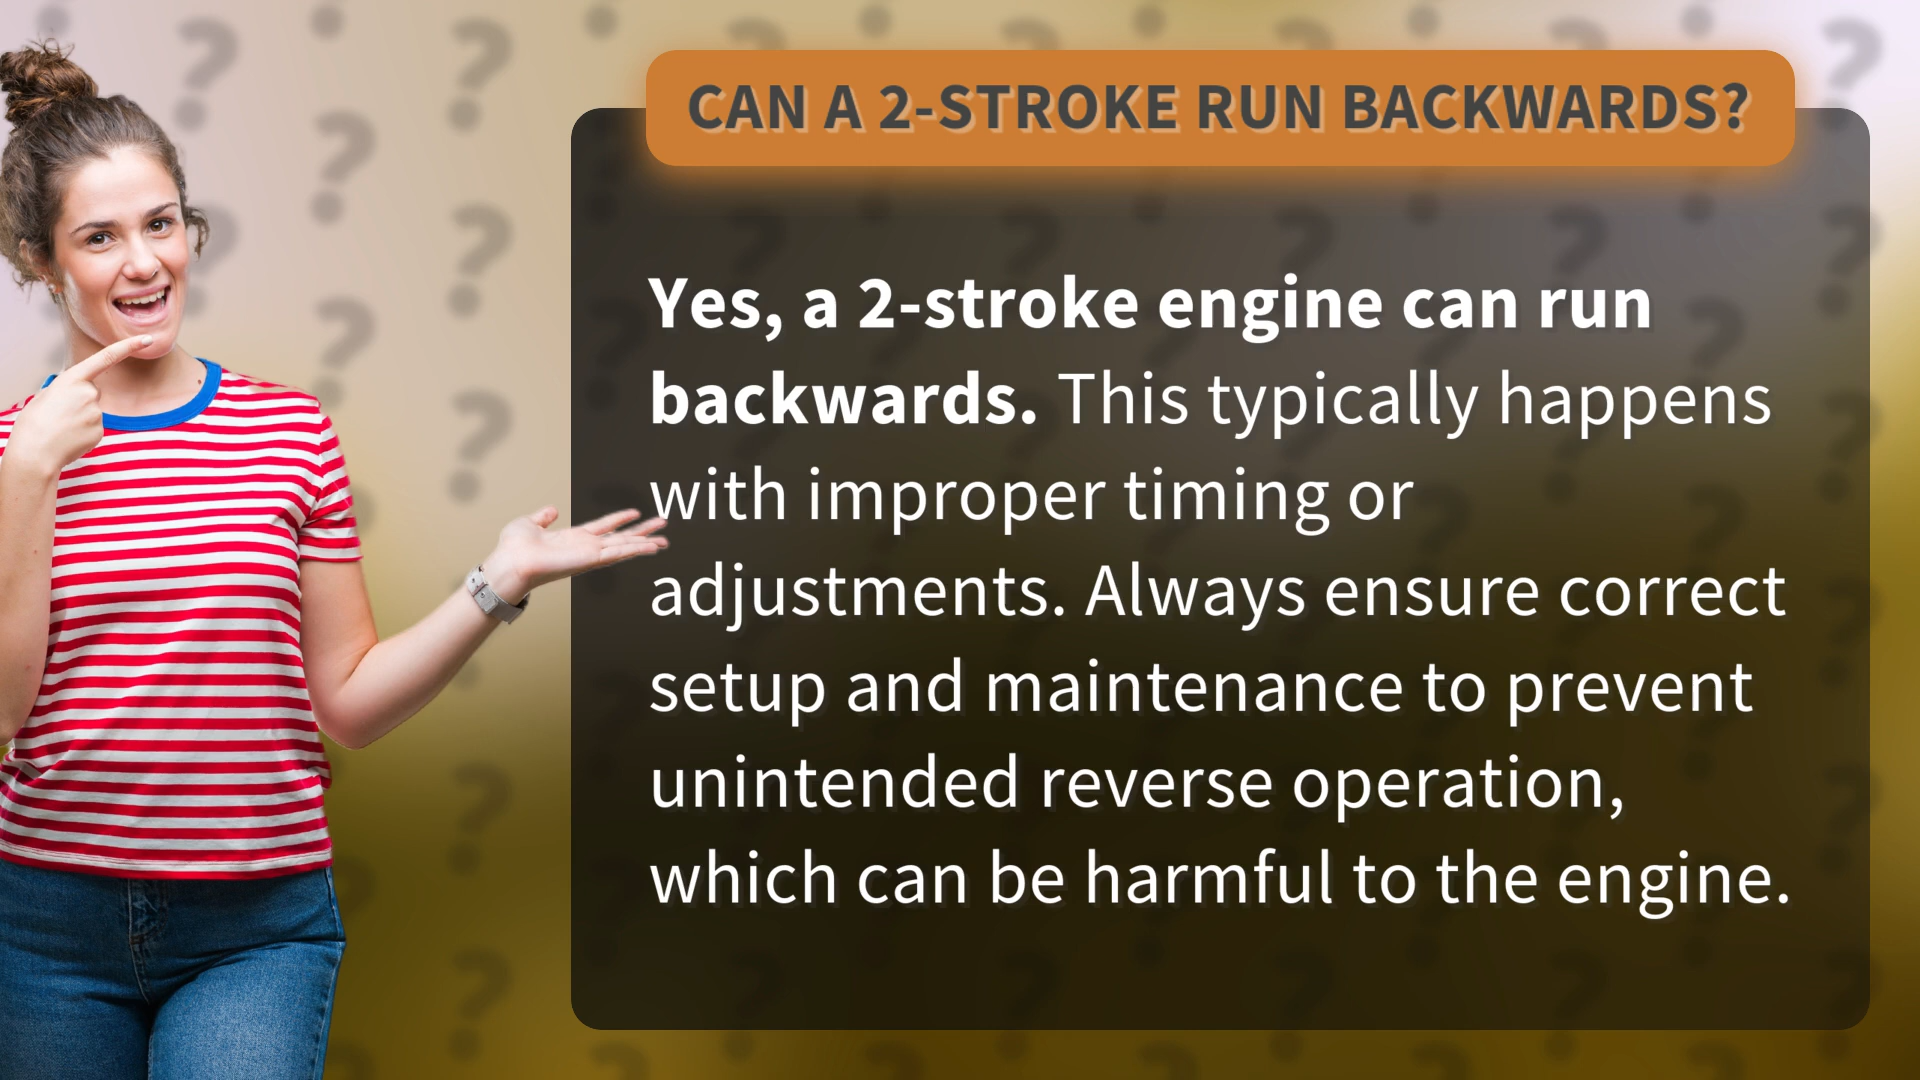 CAN A 2-STROKE RUN BACKWARDS?
Yes, a 2-stroke engine can run
backwards. This typically happens
with improper timing or
adjustments. Always ensure correct
setup and maintenance to prevent
unintended reverse operation,
which can be harmful to the engine.